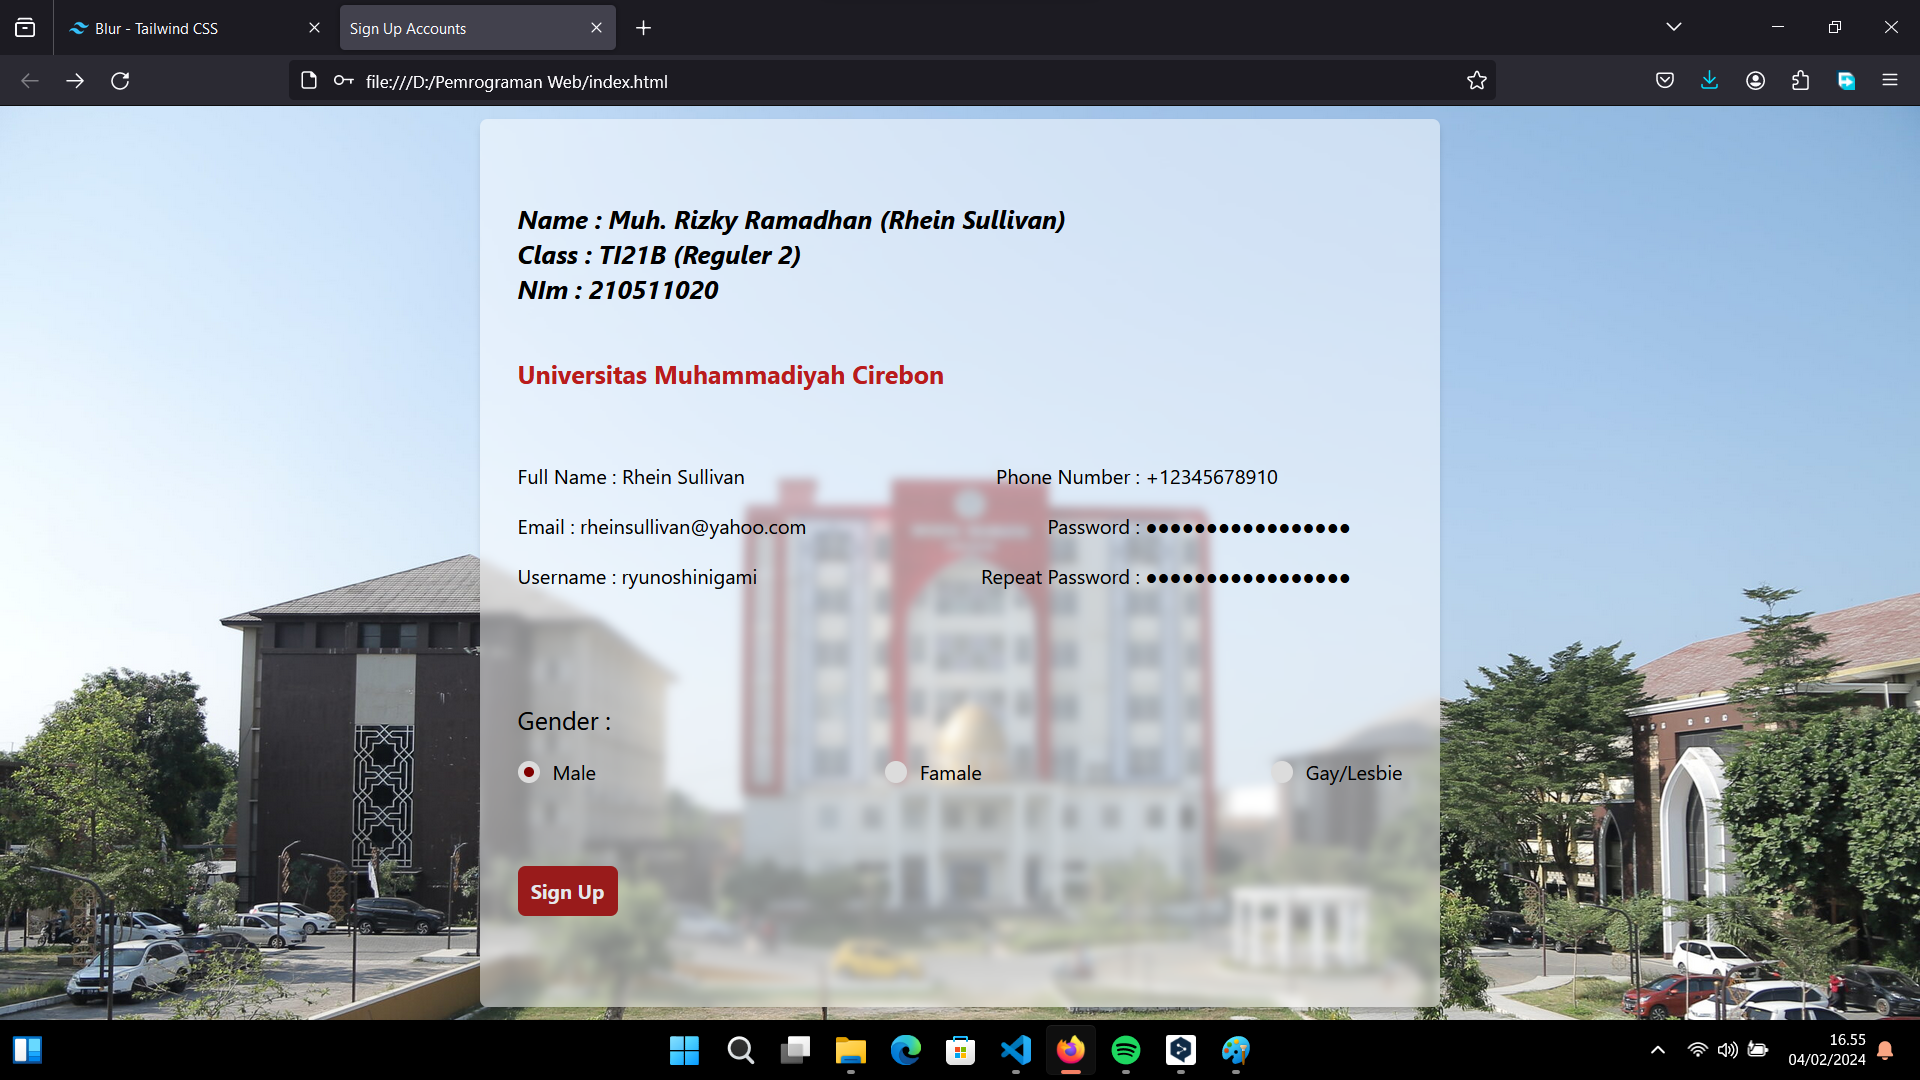 Blur - Tailwind CSS
Sign Up Accounts
file:///D:/Pemrograman Web/index.html
Name : Muh. Rizky Ramadhan (Rhein Sullivan)
Class : TI21B (Reguler 2)
NIm : 210511020
Universitas Muhammadiyah Cirebon
Full Name : Rhein Sullivan
Phone Number : +12345678910
Email : rheinsullivan@yahoo.com
Password : ●●●●●●●●●●●●●●●●●
Username : ryunoshinigami
Repeat Password : ●●●●●●●●●●●●●●●●●
Gender :
Male
Famale
Gay/Lesbie
Sign Up
16.55
04/02/2024